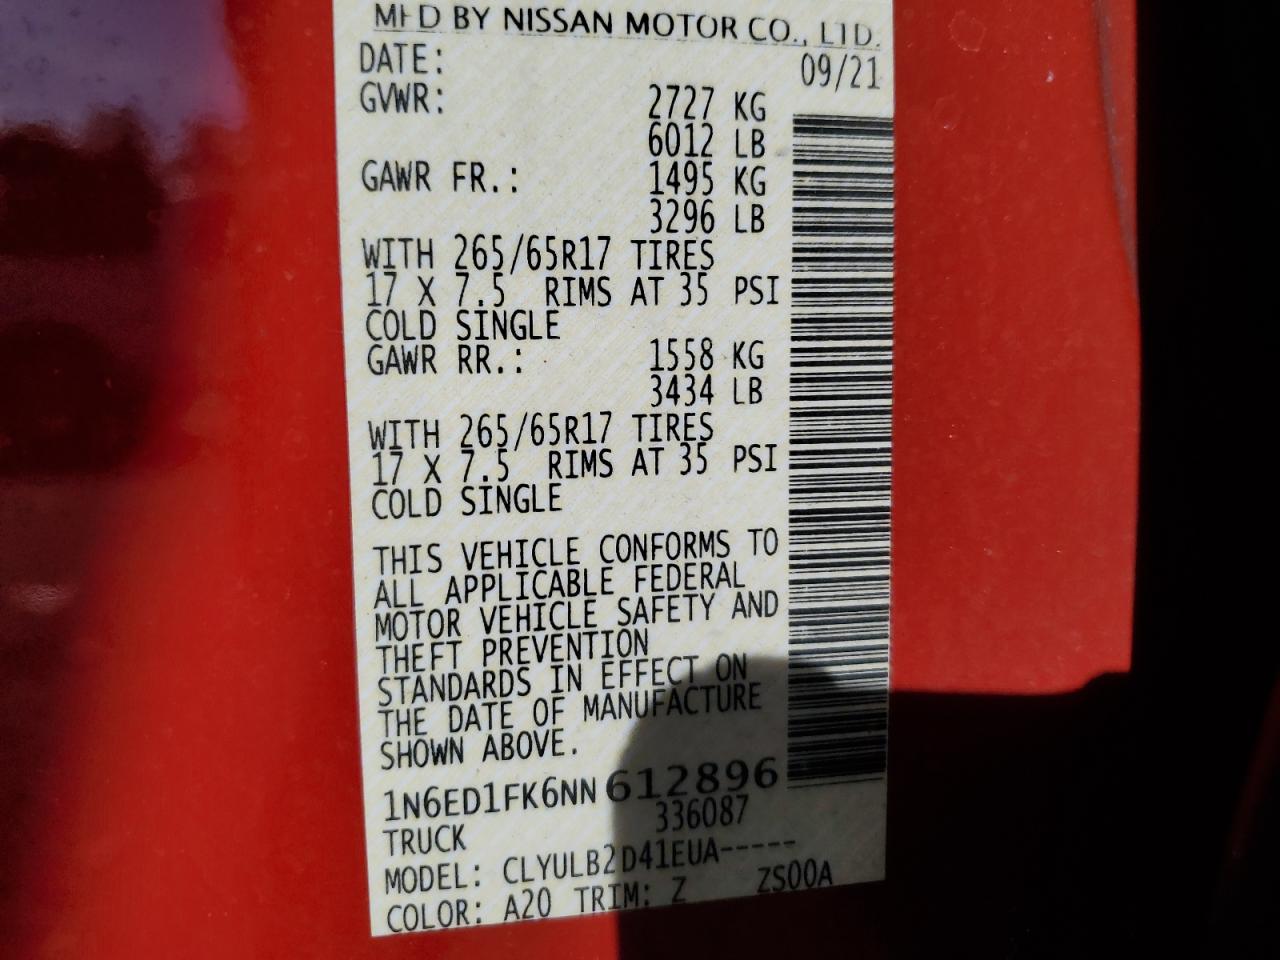 MFD BY NISSAN MOTOR CO., LTD.
DATE: 09/21
GVWR: 2727 KG
6012 LB
GAWR FR.: 1495 KG
3296 LB
WITH 265/65R17 TIRES
17 X 7.5 RIMS AT 35 PSI
COLD SINGLE
GAWR RR.: 1558 KG
3434 LB
WITH 265/65R17 TIRES
17 X 7.5 RIMS AT 35 PSI
COLD SINGLE
THIS VEHICLE CONFORMS TO
ALL APPLICABLE FEDERAL
MOTOR VEHICLE SAFETY AND
THEFT PREVENTION
STANDARDS IN EFFECT ON
THE DATE OF MANUFACTURE
SHOWN ABOVE.
1N6ED1FK6NN612896
TRUCK 336087
MODEL: CLYULB2D41EUA-----
COLOR: A20 TRIM: Z ZS00A